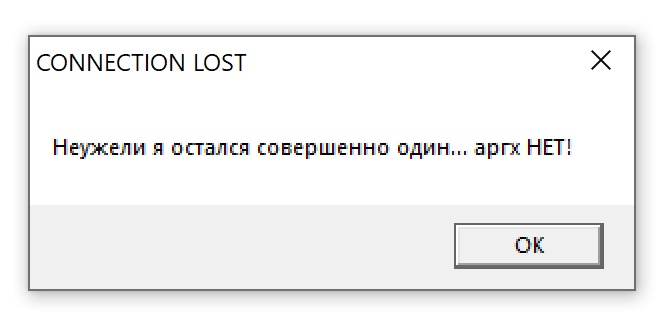 CONNECTION LOST
Неужели я остался совершенно один... аргх НЕТ!
OK